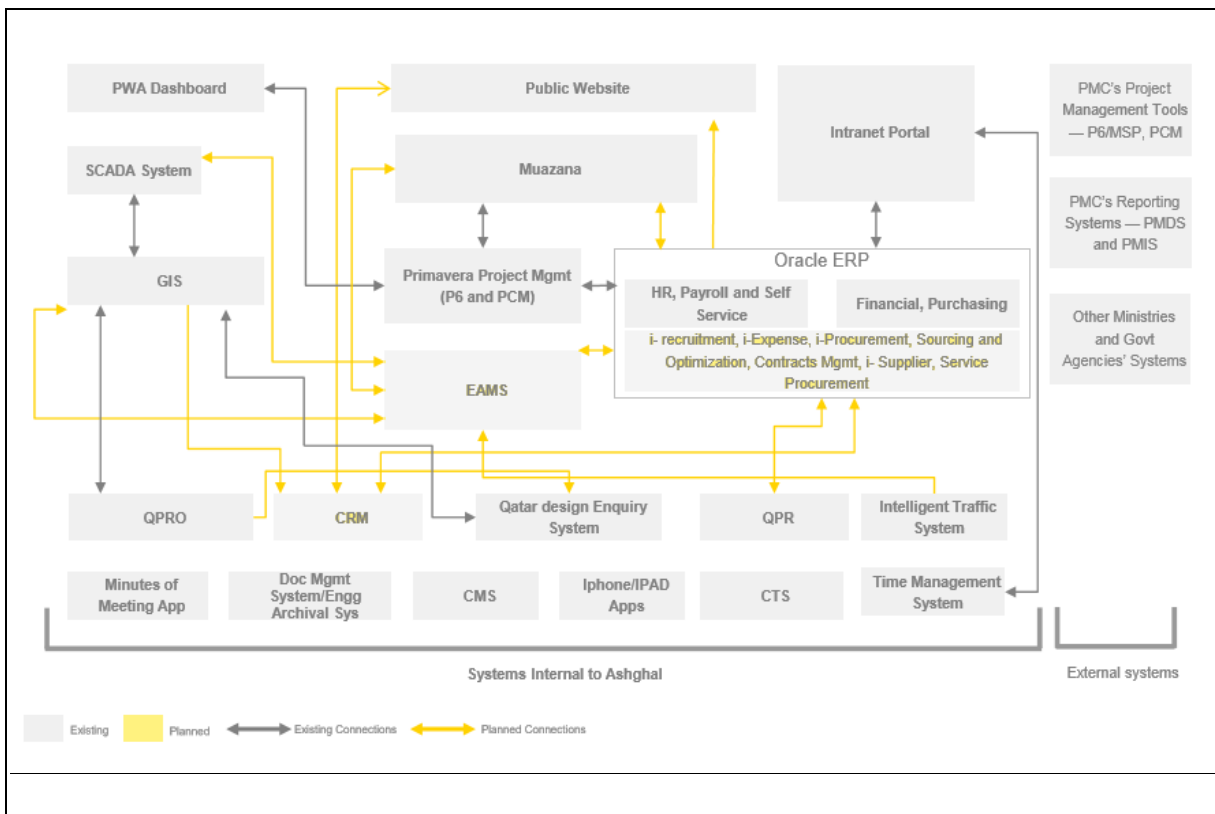 PWA Dashboard
Public Website
Intranet Portal
PMC's Project
Management Tools
— P6/MSP, PCM
SCADA System
Muazana
PMC's Reporting
Systems — PMDS
and PMIS
GIS
Primavera Project Mgmt
(P6 and PCM)
Oracle ERP
HR, Payroll and Self
Service
Financial, Purchasing
i- recruitment, i-Expense, i-Procurement, Sourcing and
Optimization, Contracts Mgmt, i- Supplier, Service
Procurement
Other Ministries
and Govt
Agencies' Systems
EAMS
QPRO
CRM
Qatar design Enquiry
System
QPR
Intelligent Traffic
System
Minutes of
Meeting App
Doc Mgmt
System/Engg
Archival Sys
CMS
Iphone/IPAD
Apps
CTS
Time Management
System
Systems Internal to Ashghal
External systems
Existing
Planned
Existing Connections
Planned Connections